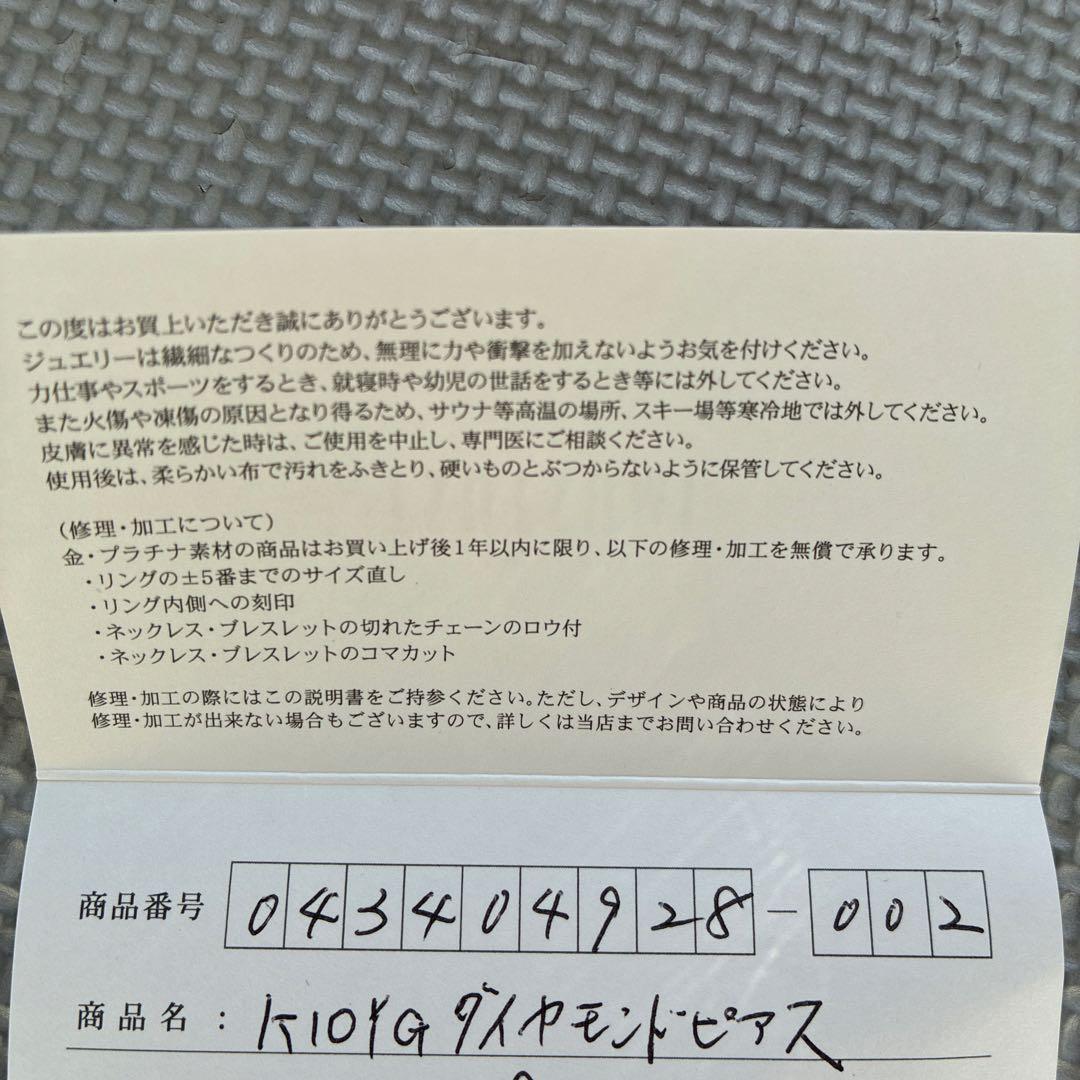 この度はお買上いただき誠にありがとうございます。
ジュエリーは繊細なつくりのため、無理に力や衝撃を加えないようお気を付けください。
力仕事やスポーツをするとき、就寝時や幼児の世話をするとき等には外してください。
また火傷や凍傷の原因となり得るため、サウナ等高温の場所、スキー場等寒冷地では外してください。
皮膚に異常を感じた時は、ご使用を中止し、専門医にご相談ください。
使用後は、柔らかい布で汚れをふきとり、硬いものとぶつからないように保管してください。
（修理・加工について）
金・プラチナ素材の商品はお買い上げ後1年以内に限り、以下の修理・加工を無償で承ります。
・リングの±5番までのサイズ直し
・リング内側への刻印
・ネックレス・ブレスレットの切れたチェーンのロウ付
・ネックレス・ブレスレットのコマカット
修理・加工の際にはこの説明書をご持参ください。ただし、デザインや商品の状態により
修理・加工が出来ない場合もございますので、詳しくは当店までお問い合わせください。
商品番号 043404928-002
商品名：K10YGダイヤモンドピアス